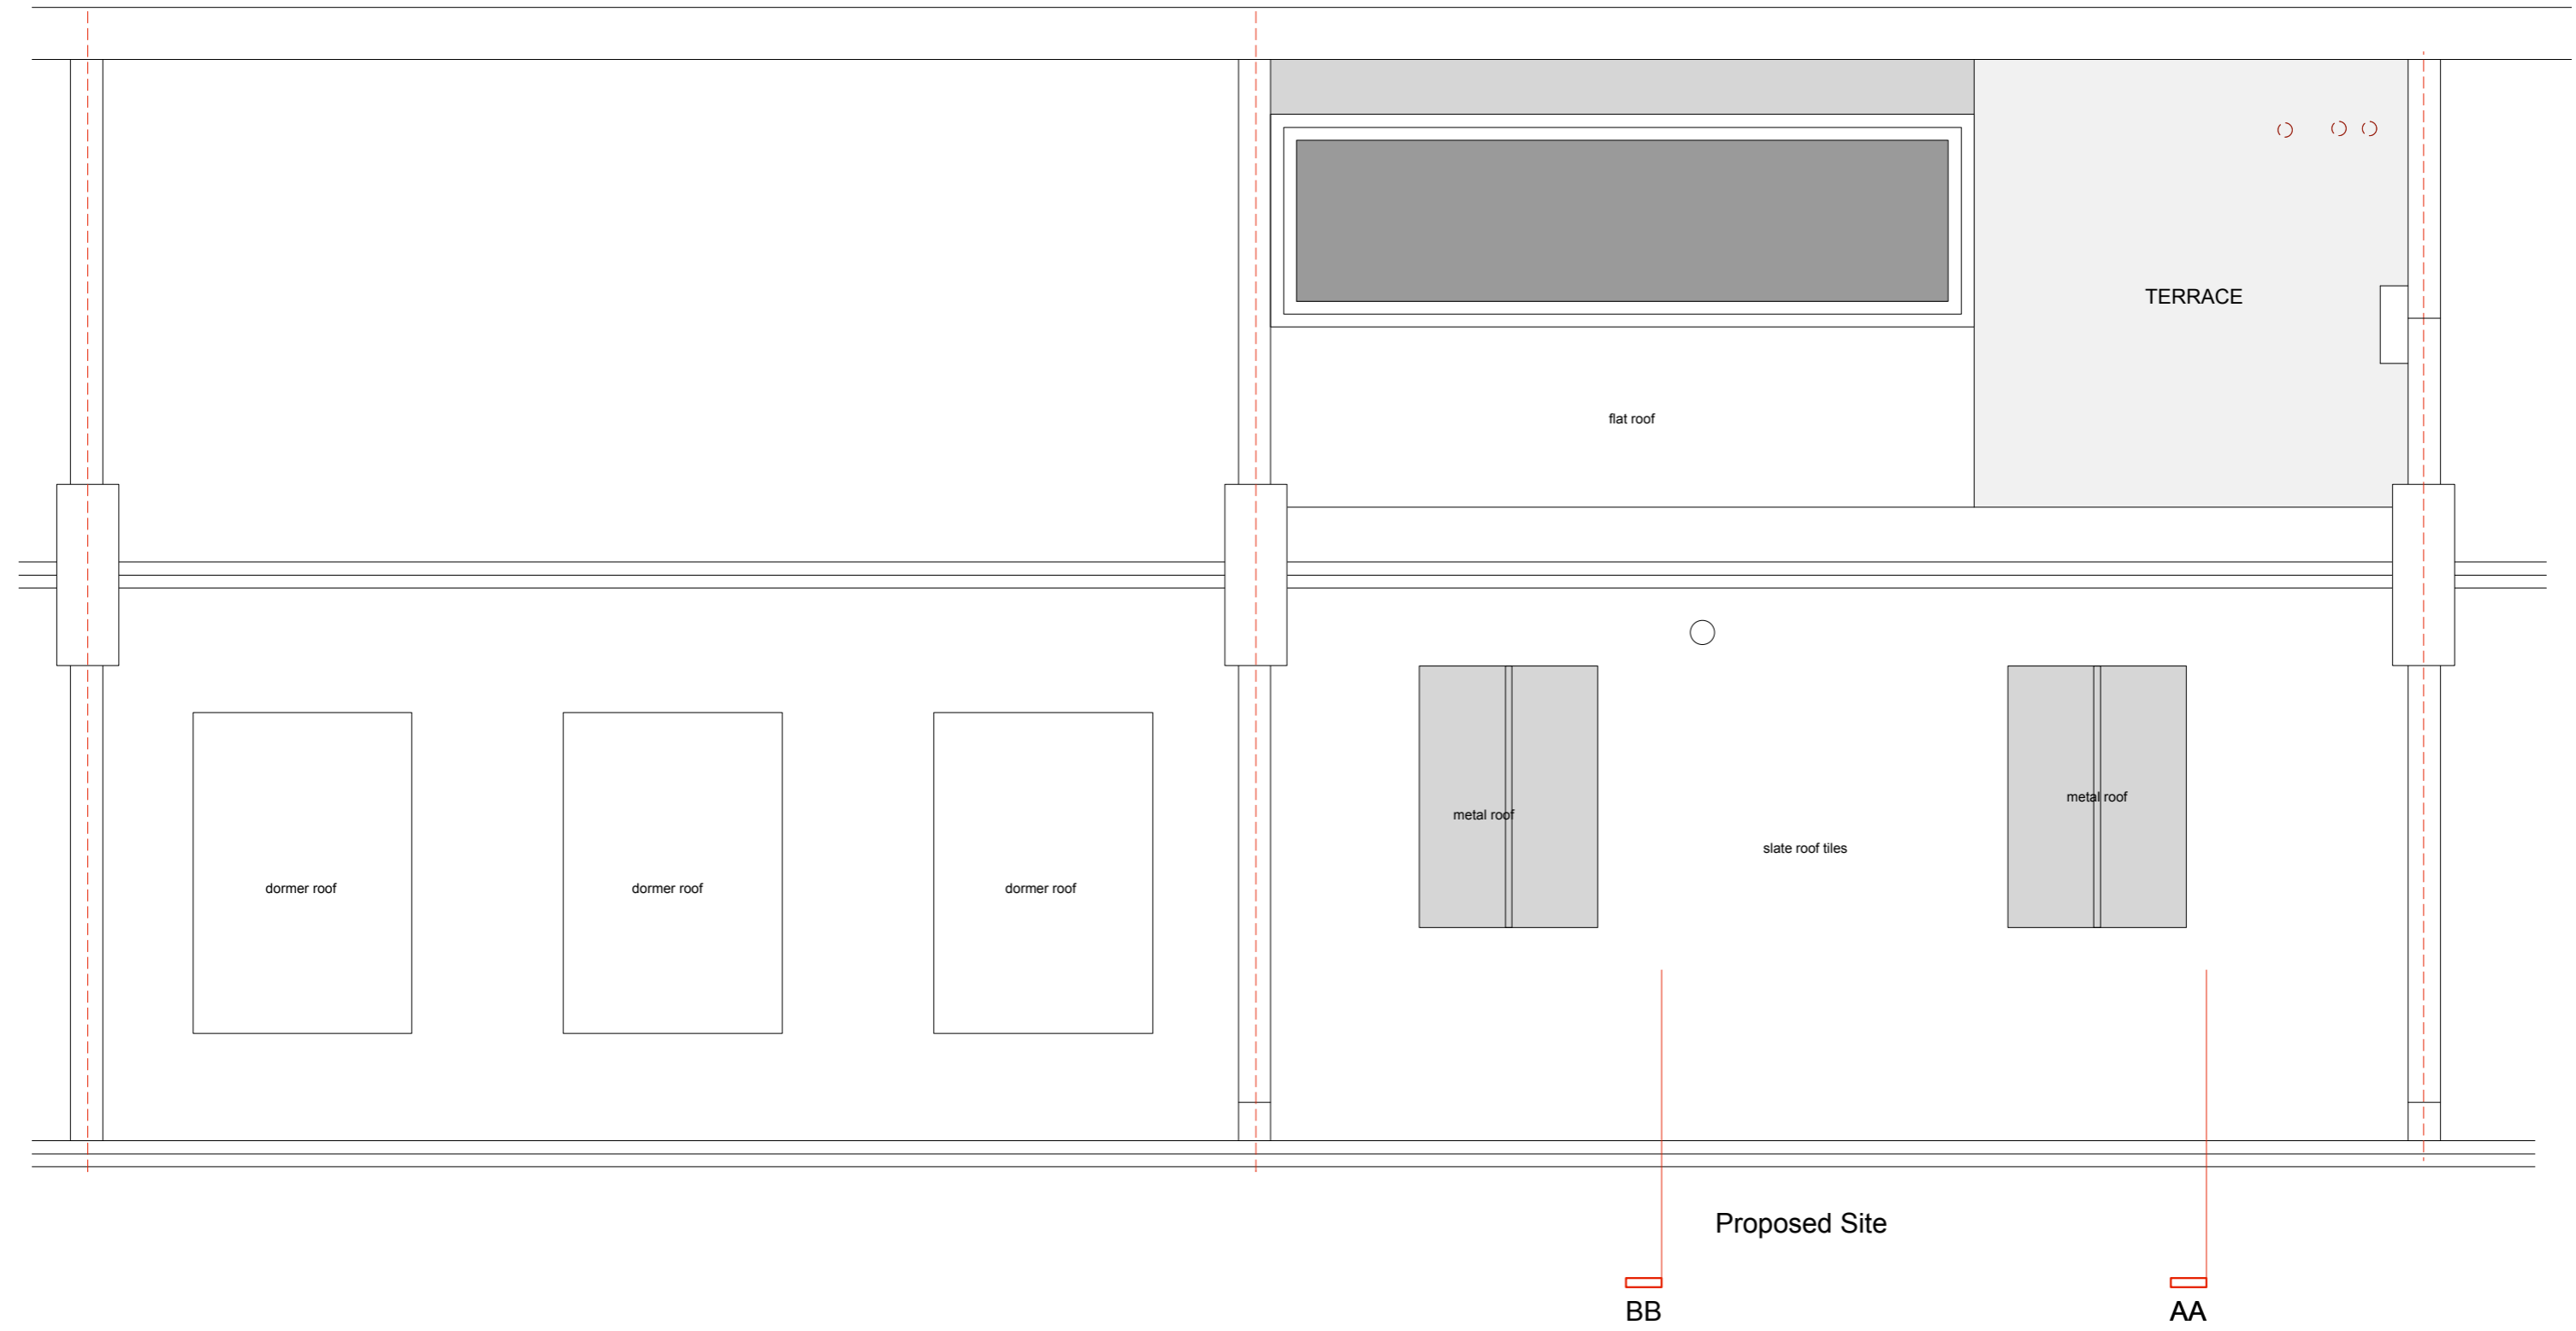 TERRACE
flat roof
metal roof
metal roof
slate roof tiles
dormer roof
dormer roof
dormer roof
Proposed Site
BB
AA